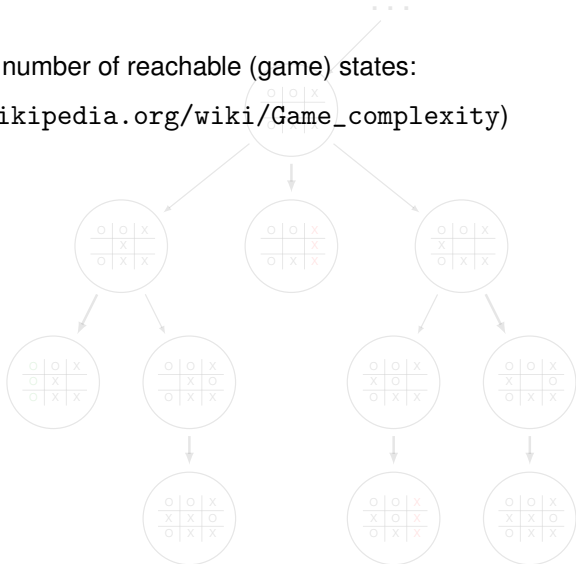 ...
number of reachable (game) states:
ikipedia.org/wiki/Game_complexity)
O O X
O X X
O O X
X
O X X
O O X
X
O X X
O O X
X
O X X
O O X
O X
O X X
O O X
X O
O X X
O O X
X O
O X X
O O X
X O
O X X
O O X
X X O
O X X
O O X
X O X
O X X
O O X
X X O
O X X